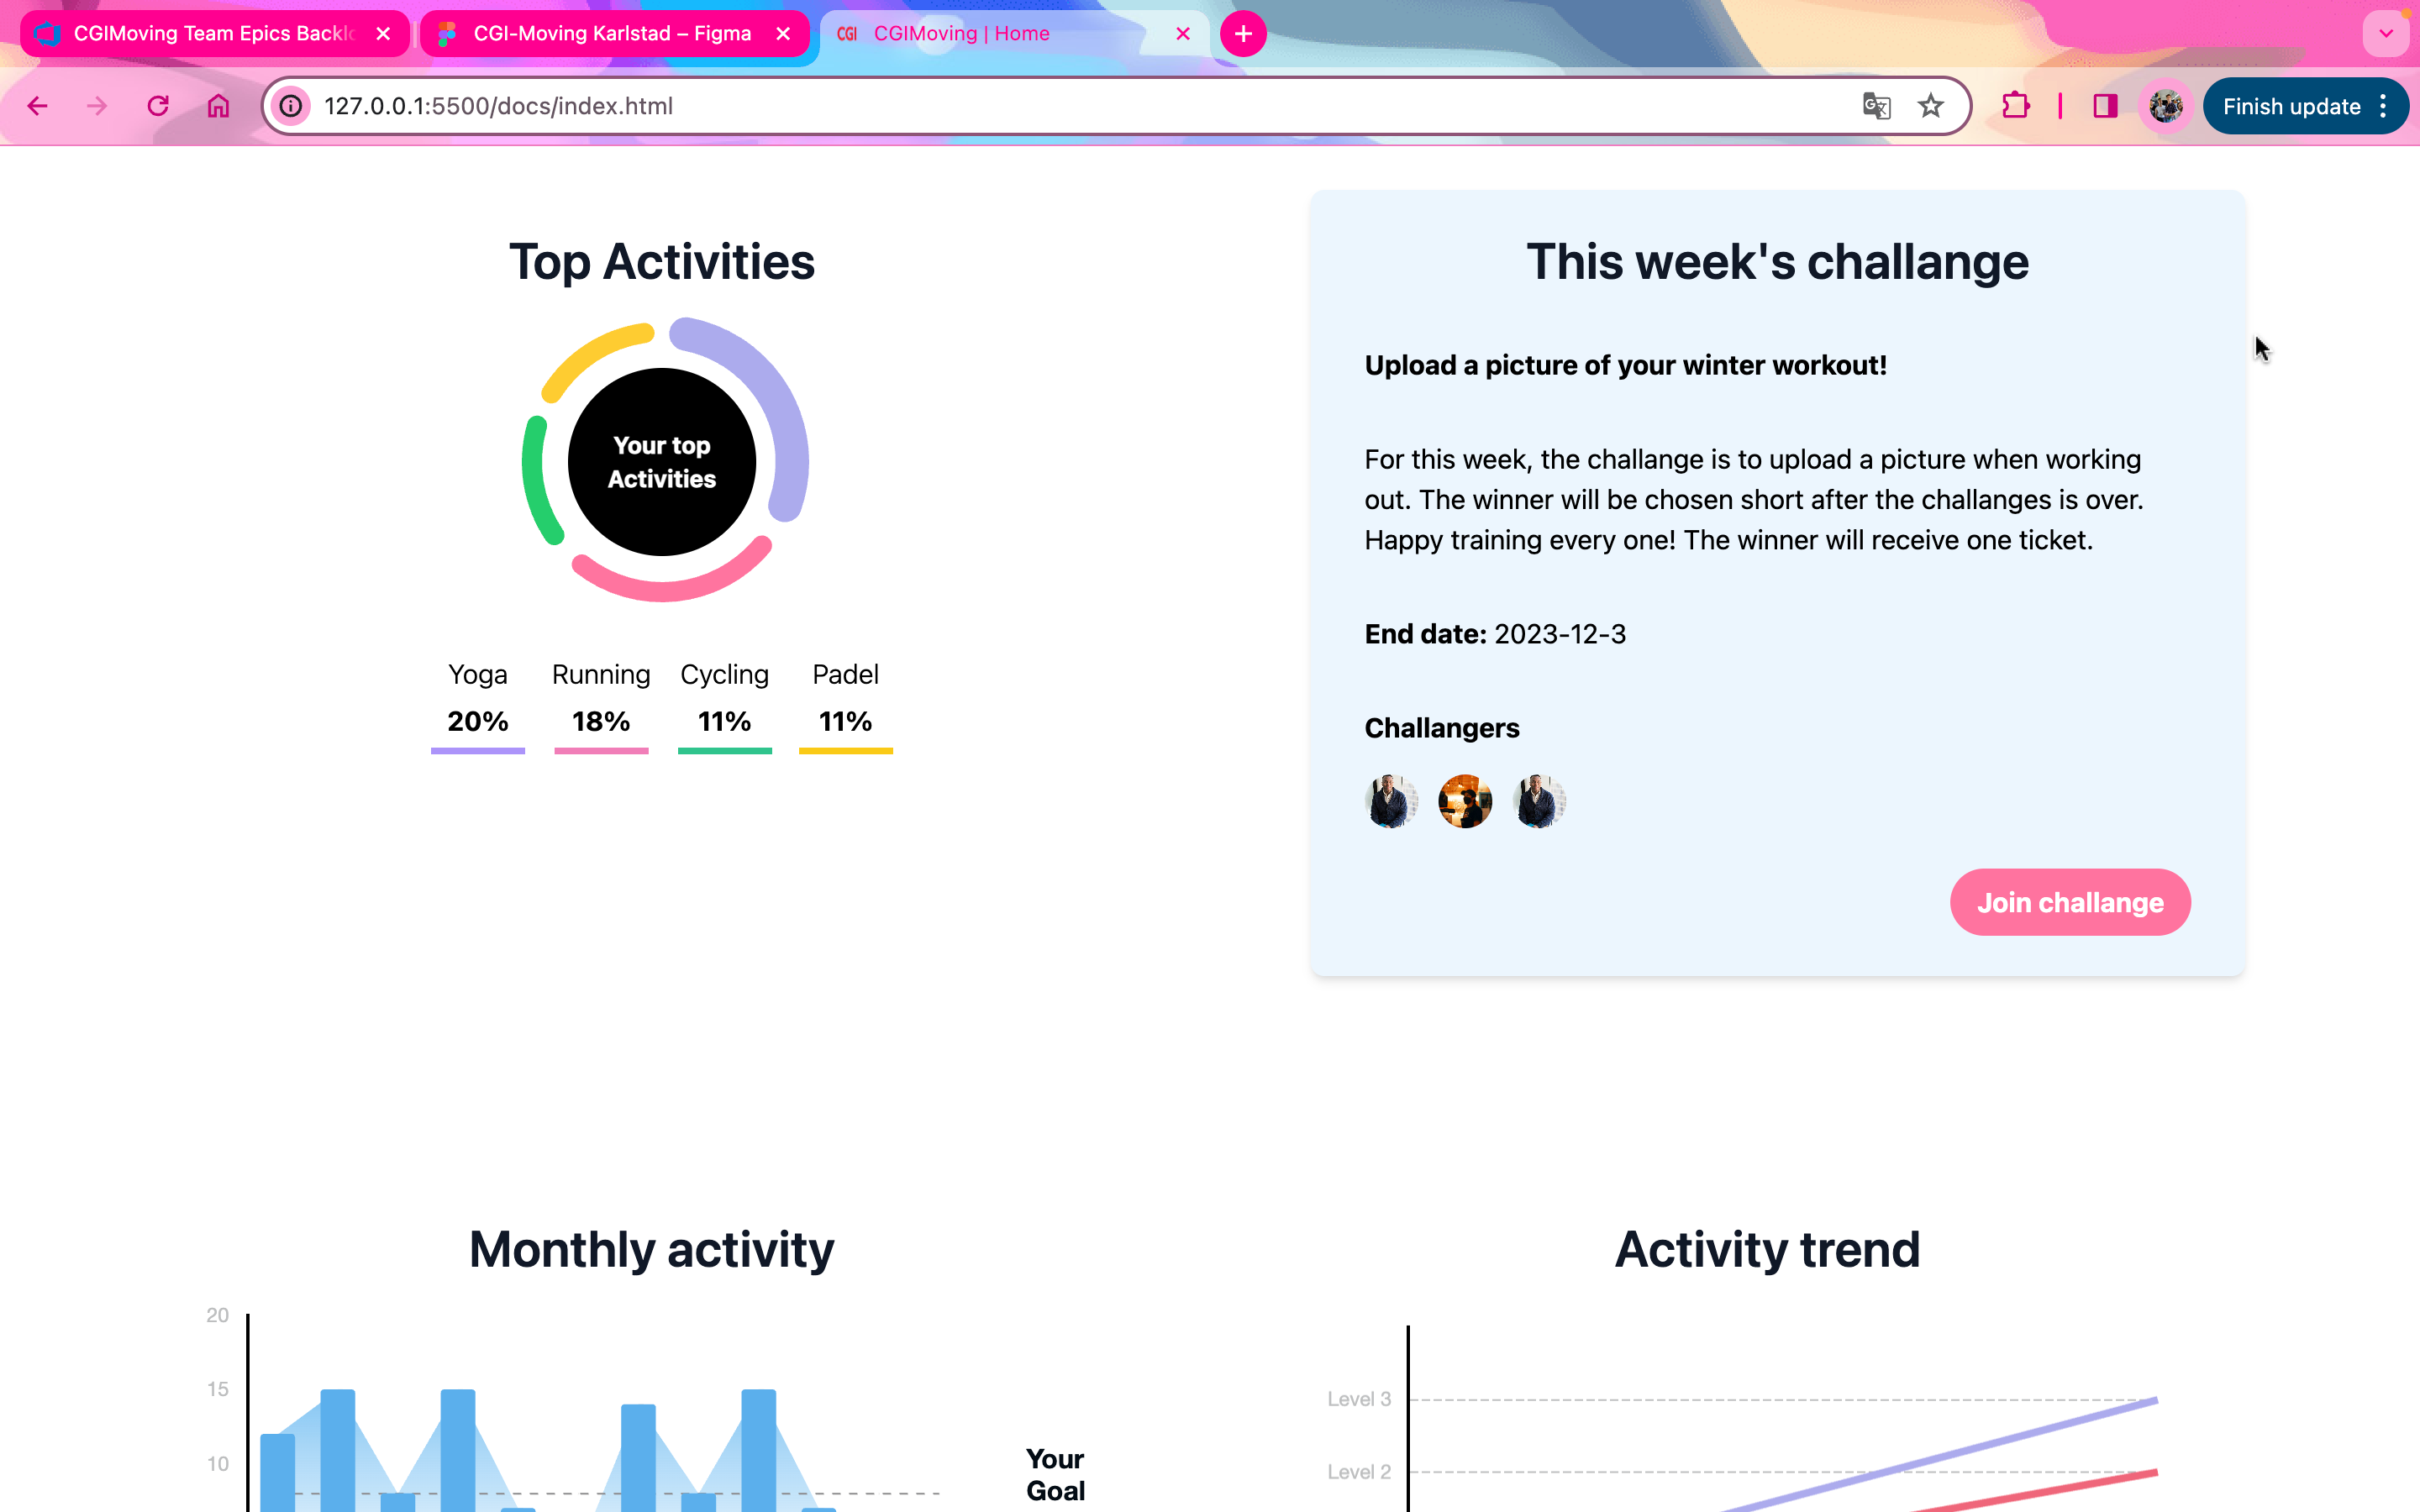 CGIMoving Team Epics Backl
CGI-Moving Karlstad – Figma
CGI
CGIMoving | Home
127.0.0.1:5500/docs/index.html
Finish update
Top Activities
Your top
Activities
Yoga
Running
Cycling
Padel
20%
18%
11%
11%
This week's challange
Upload a picture of your winter workout!
For this week, the challange is to upload a picture when working
out. The winner will be chosen short after the challanges is over.
Happy training every one! The winner will receive one ticket.
End date: 2023-12-3
Challangers
Join challange
Monthly activity
20
15
10
Your
Goal
Activity trend
Level 3
Level 2